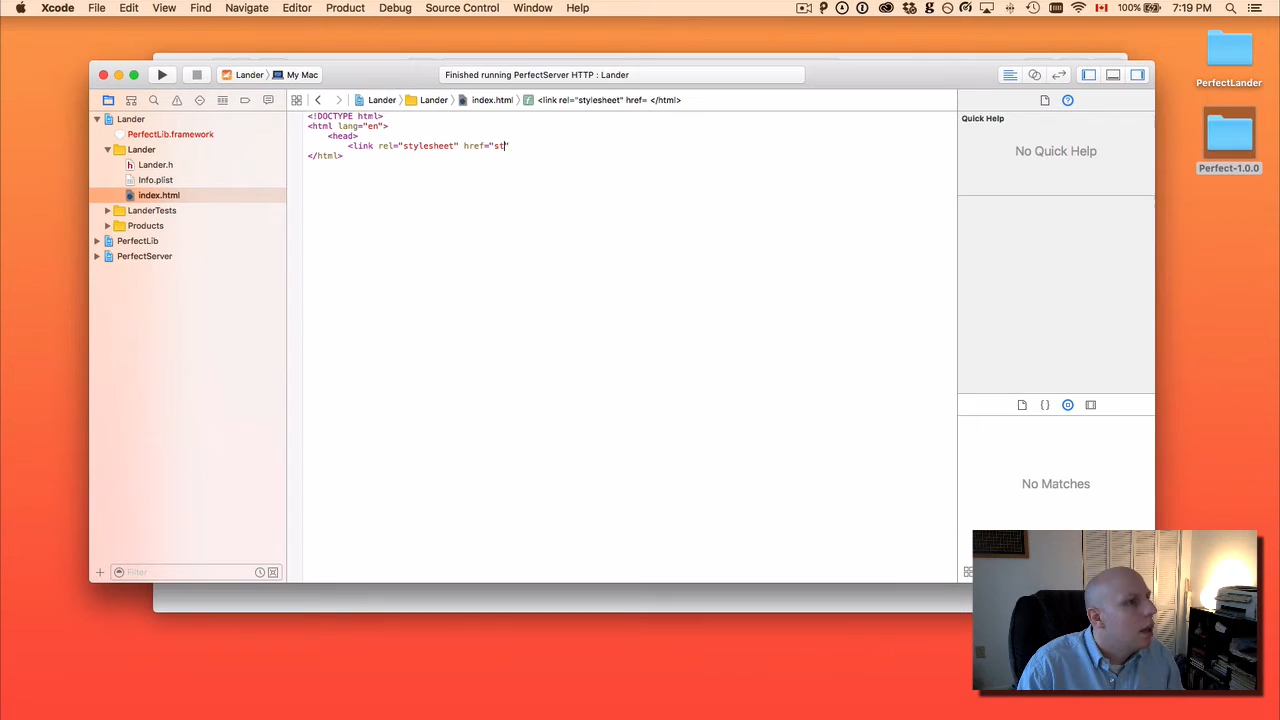 Xcode File Edit View Navigate Editor Product Debug Source Control Window Help 100% 7:19 PM
Lander My Mac Finished running PerfectServer HTTP : Lander
PerfectLander
Lander Lander index.html <link rel="stylesheet" href= </html>
Lander
PerfectLib.framework
Lander
Lander.h
Info.plist
index.html
LanderTests
Products
PerfectLib
PerfectServer
Filter
<!DOCTYPE html>
<html lang="en">
<head>
<link rel="stylesheet" href="st"
</html>
Quick Help
No Quick Help
No Matches
Perfect-1.0.0